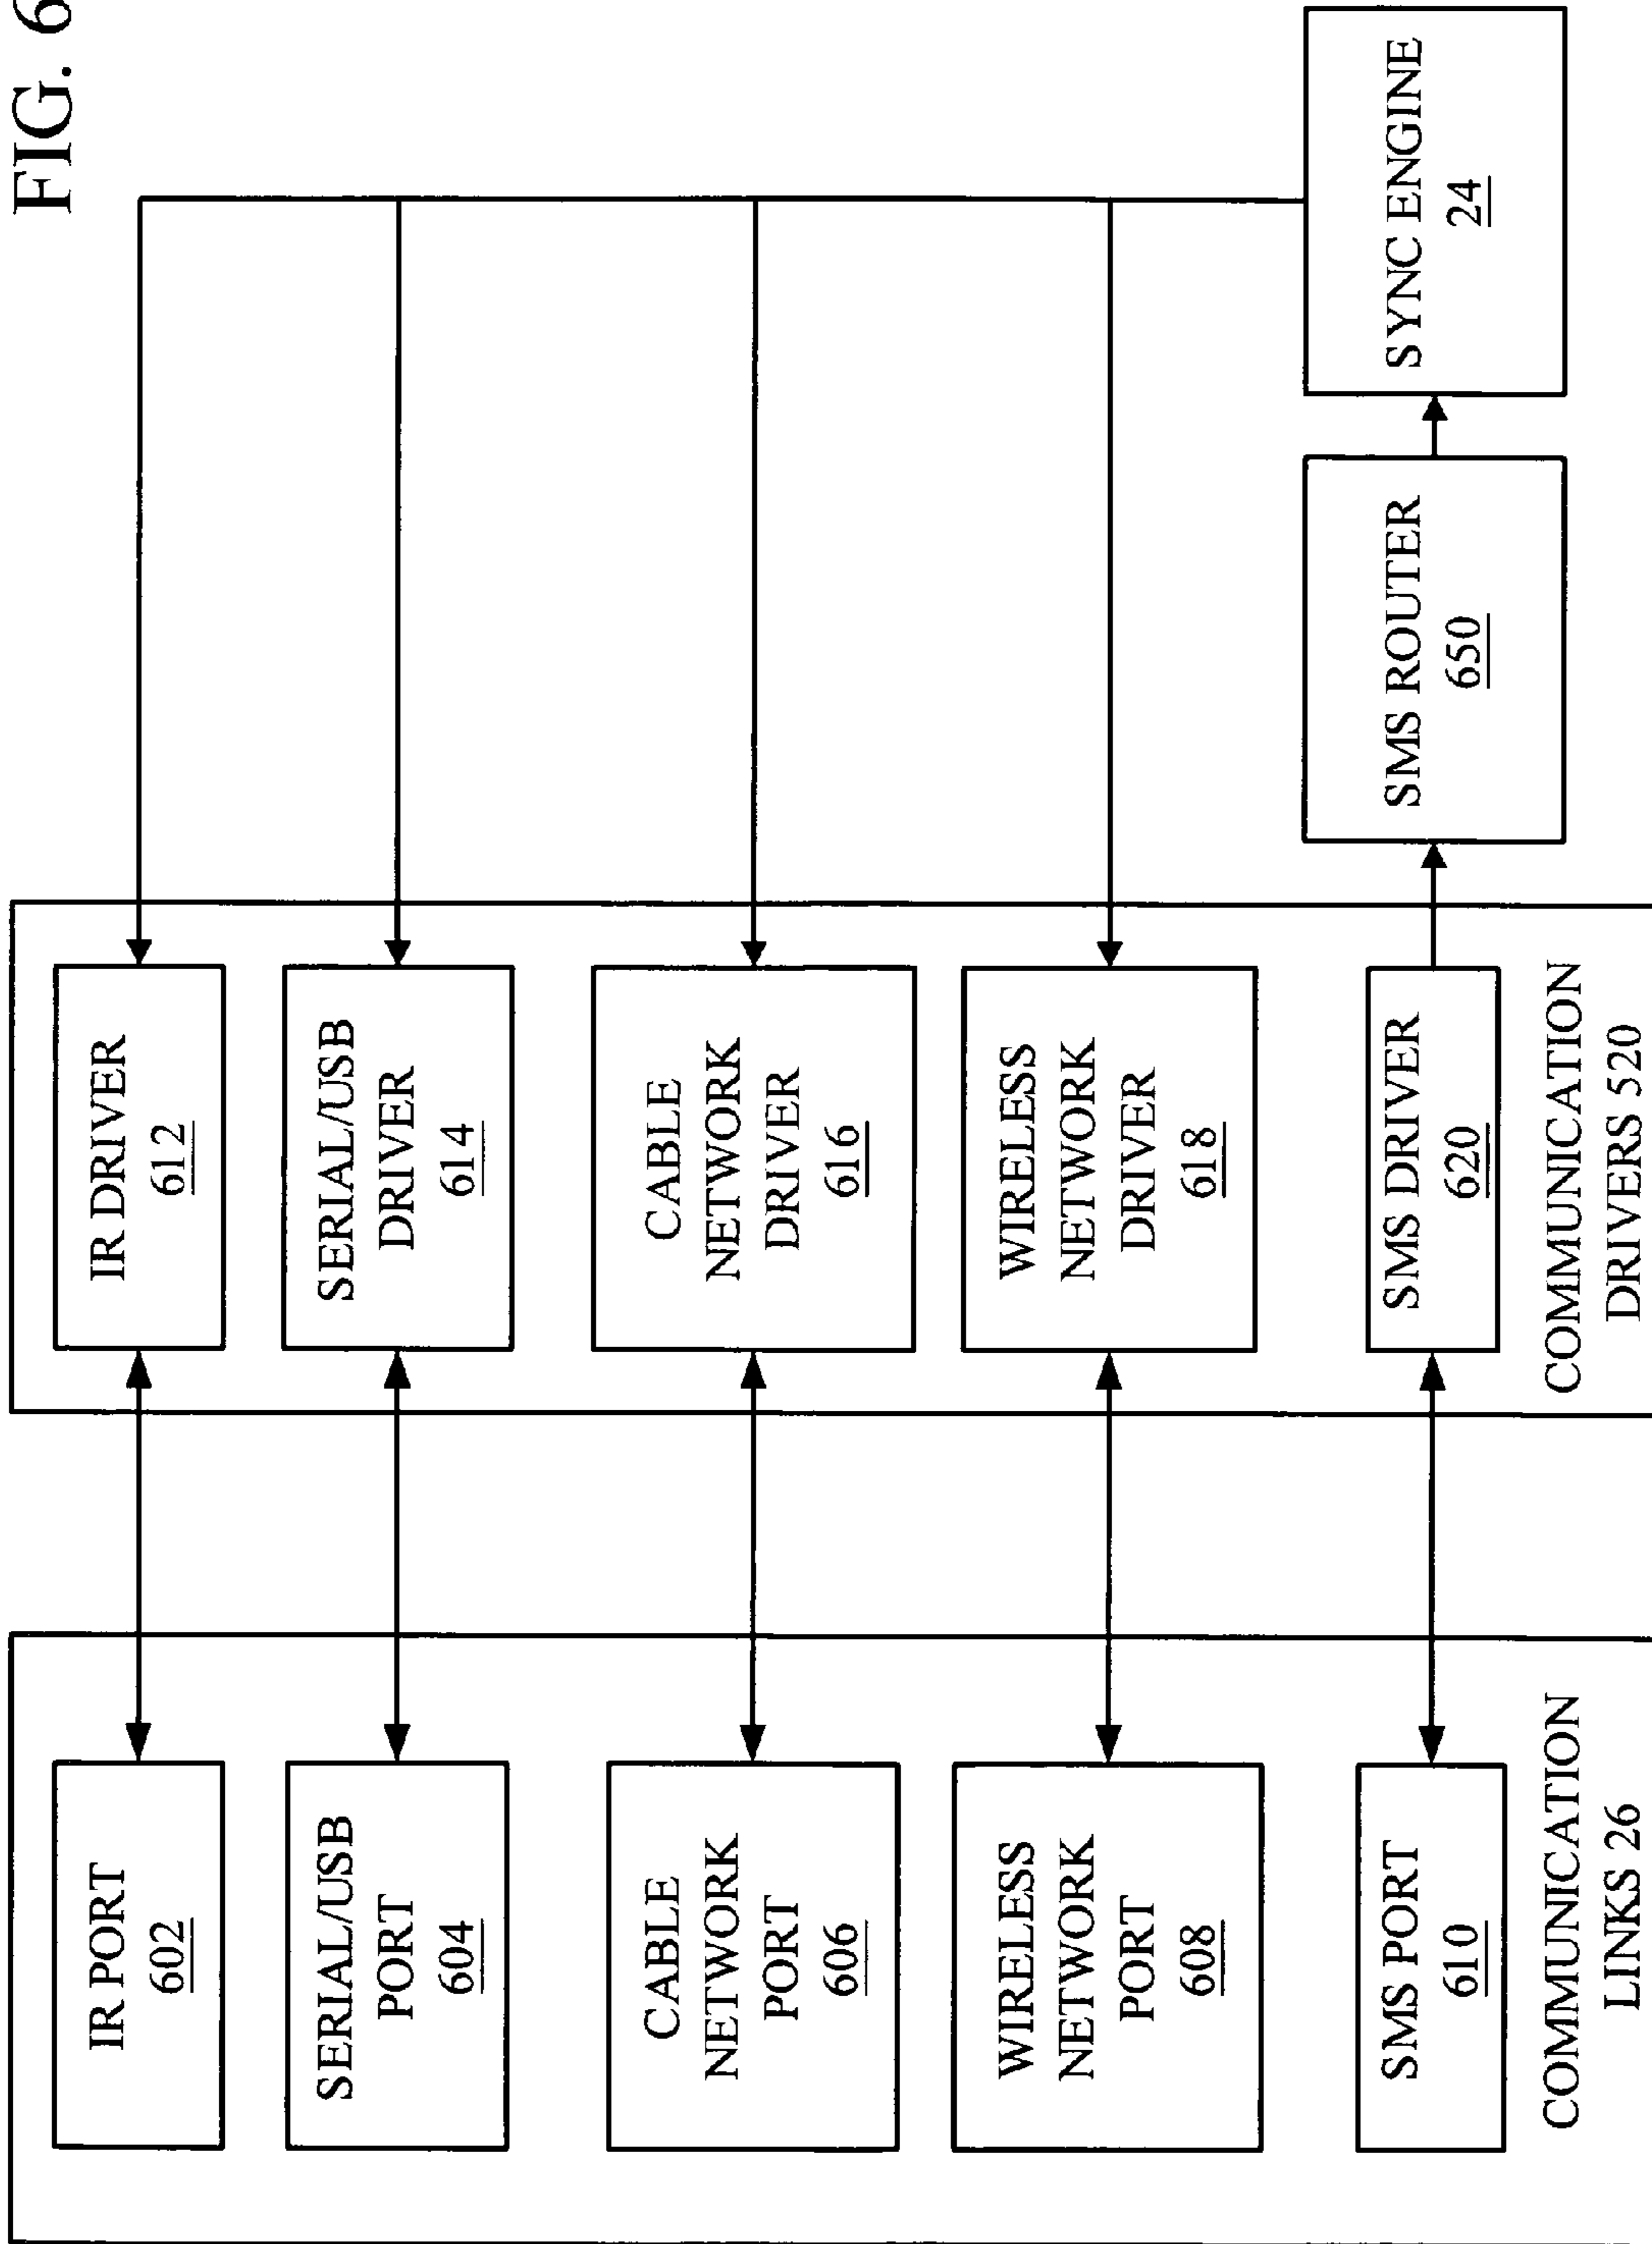 FIG. 6
IR PORT
602
SERIAL/USB
PORT
604
CABLE
NETWORK
PORT
606
WIRELESS
NETWORK
PORT
608
SMS PORT
610
COMMUNICATION
LINKS 26
IR DRIVER
612
SERIAL/USB
DRIVER
614
CABLE
NETWORK
DRIVER
616
WIRELESS
NETWORK
DRIVER
618
SMS DRIVER
620
COMMUNICATION
DRIVERS 520
SMS ROUTER
650
SYNC ENGINE
24